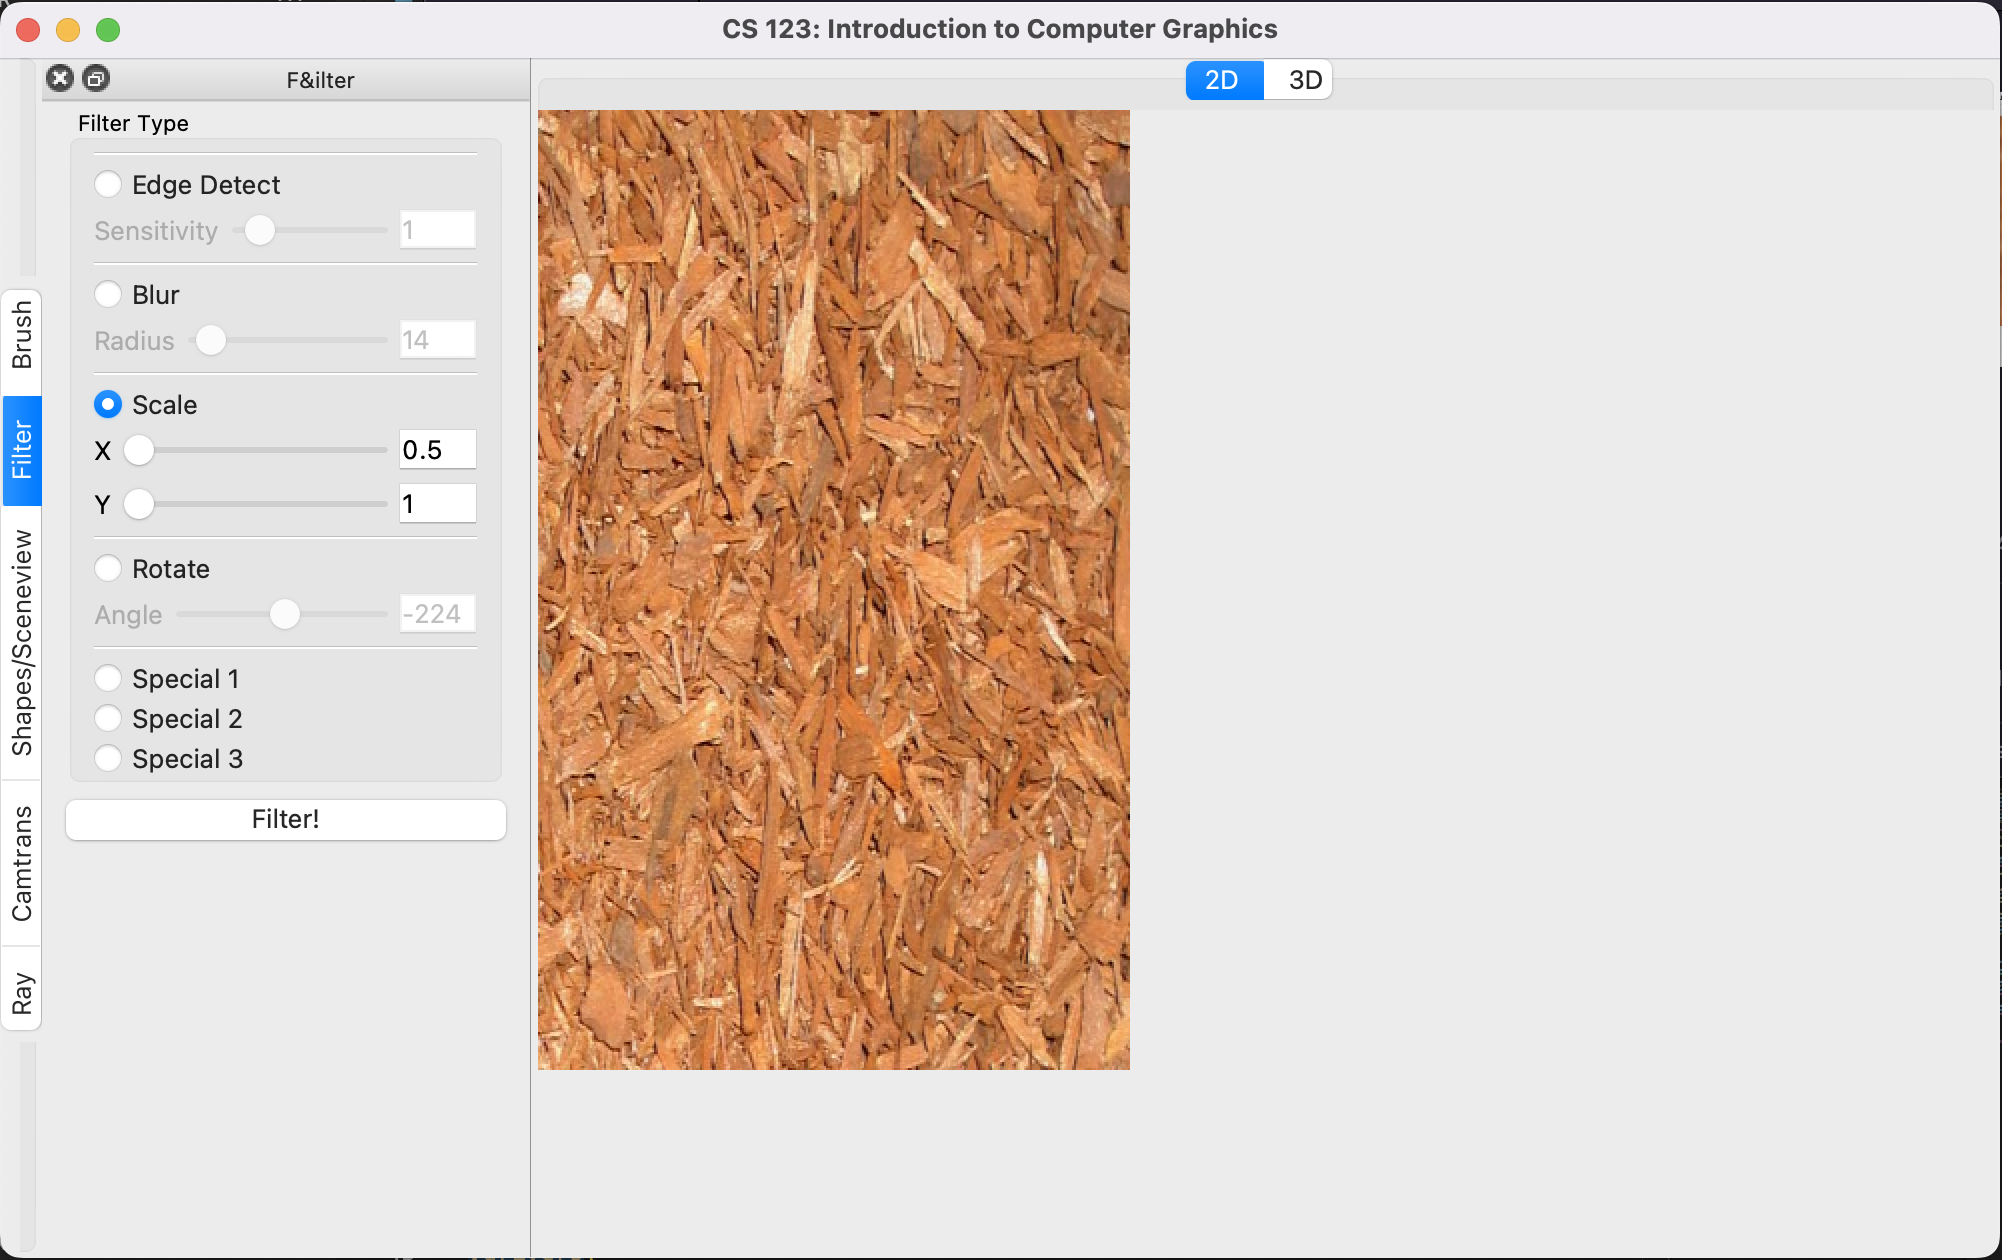 CS 123: Introduction to Computer Graphics
F&ilter
2D
3D
Filter Type
Edge Detect
Sensitivity
1
Blur
Radius
14
Scale
X
0.5
Y
1
Rotate
Angle
-224
Special 1
Special 2
Special 3
Filter!
Brush
Filter
Shapes/Sceneview
Camtrans
Ray